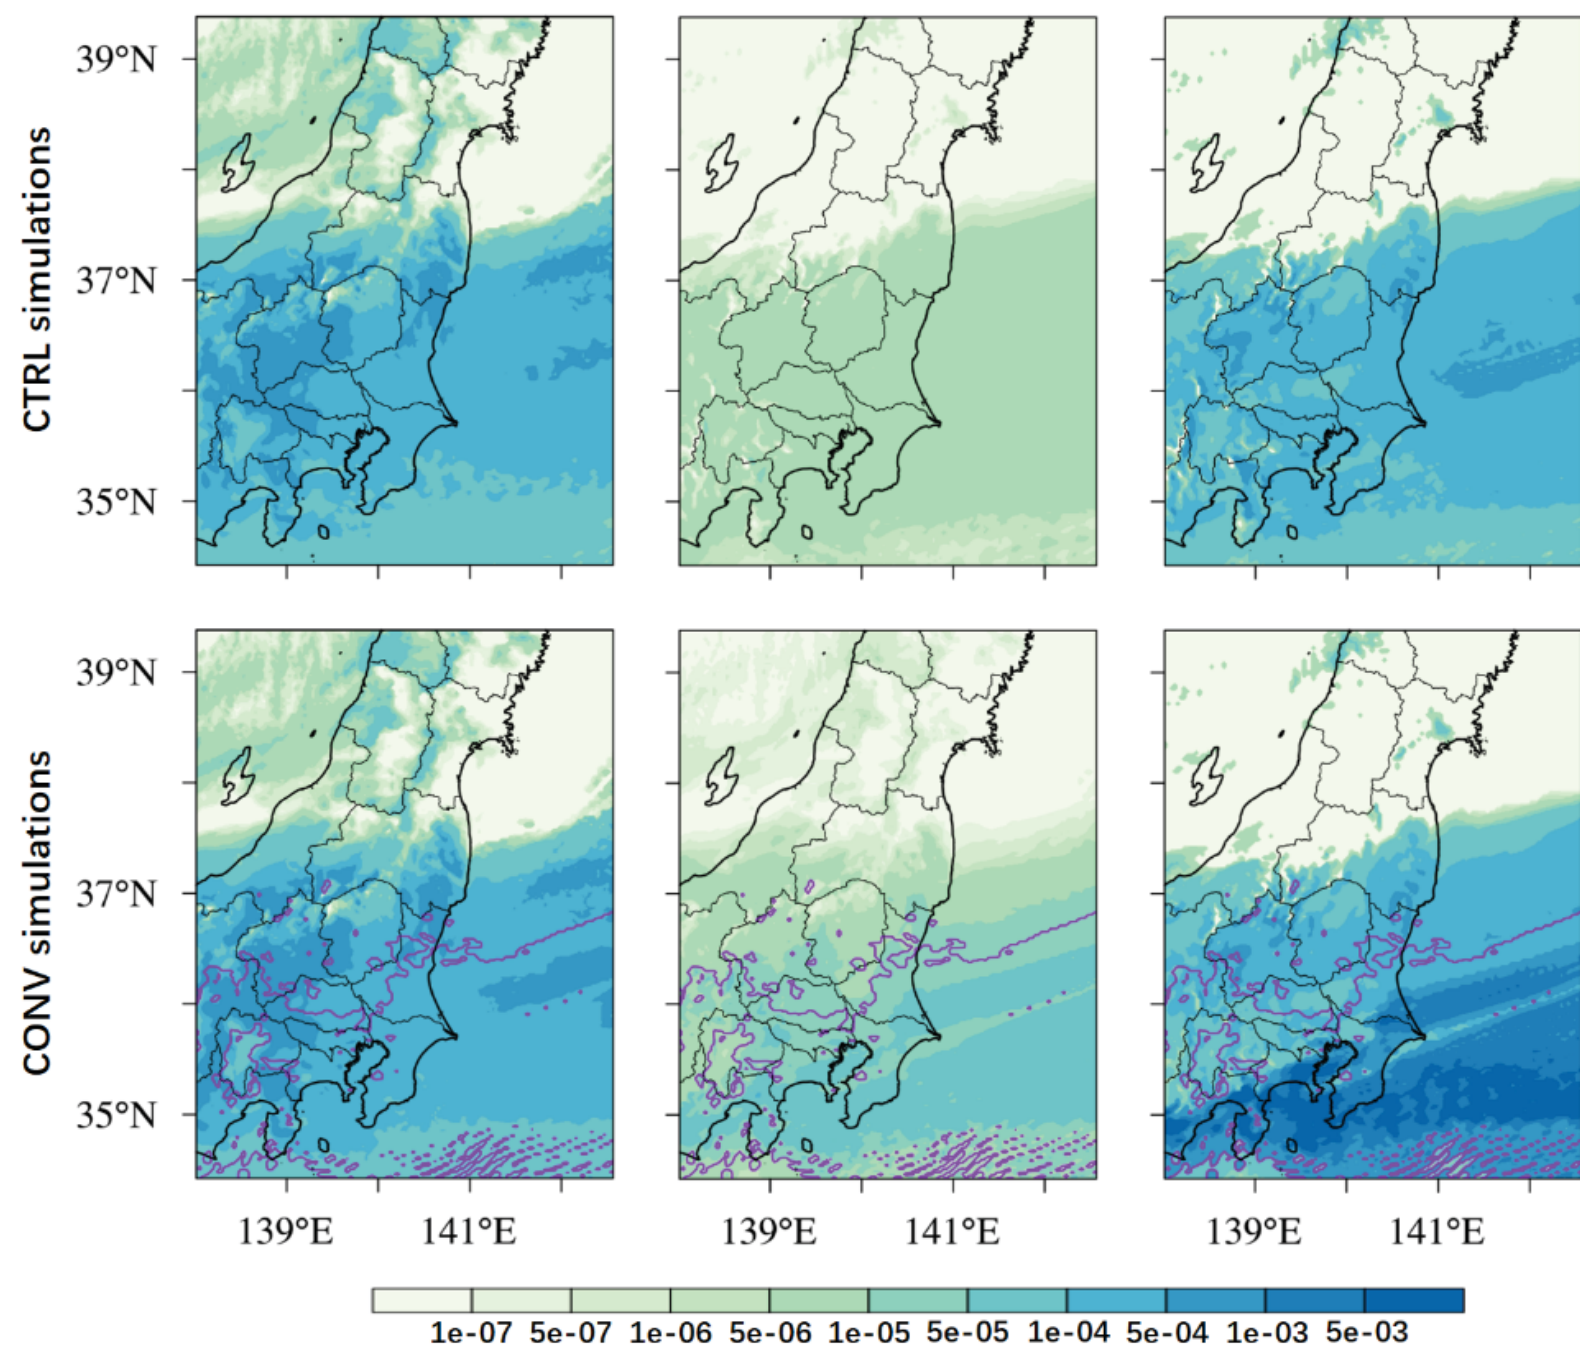 CTRL simulations
39°N
37°N
35°N
CONV simulations
39°N
37°N
35°N
139°E 141°E 139°E 141°E 139°E 141°E
1e-07 5e-07 1e-06 5e-06 1e-05 5e-05 1e-04 5e-04 1e-03 5e-03